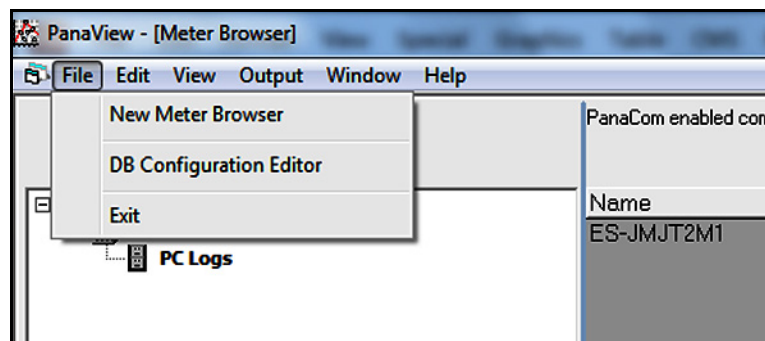 PanaView - [Meter Browser]
File Edit View Output Window Help
New Meter Browser
DB Configuration Editor
Exit
PC Logs
PanaCom enabled com
Name
ES-JMJT2M1